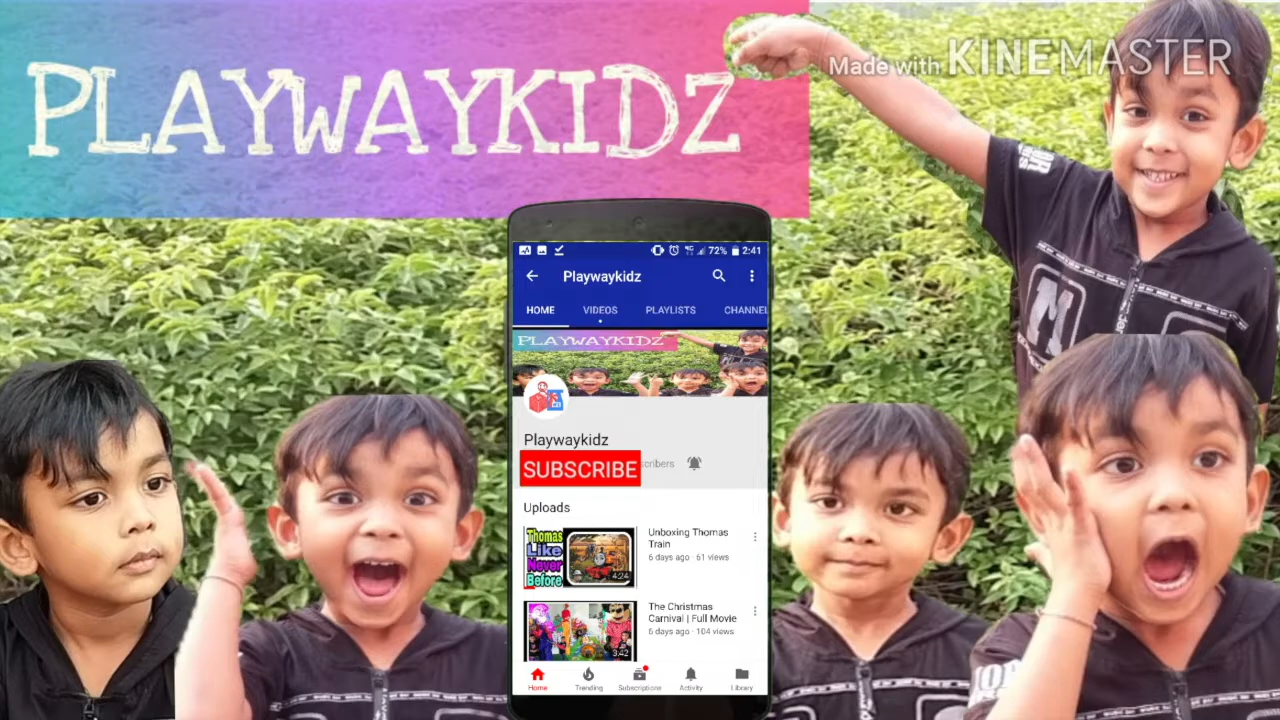 PLAYWAYKIDZ
Made with KINEMASTER
72% 2:41
Playwaykidz
HOME VIDEOS PLAYLISTS CHANNEL
PLAYWAYKIDZ
Playwaykidz
SUBSCRIBE cribers
Uploads
Thomas
Like
Never
Before
4:24
Unboxing Thomas
Train
6 days ago · 61 views
The Christmas
Carnival | Full Movie
6 days ago · 104 views
3:42
Home Trending Subscriptions Activity Library
M